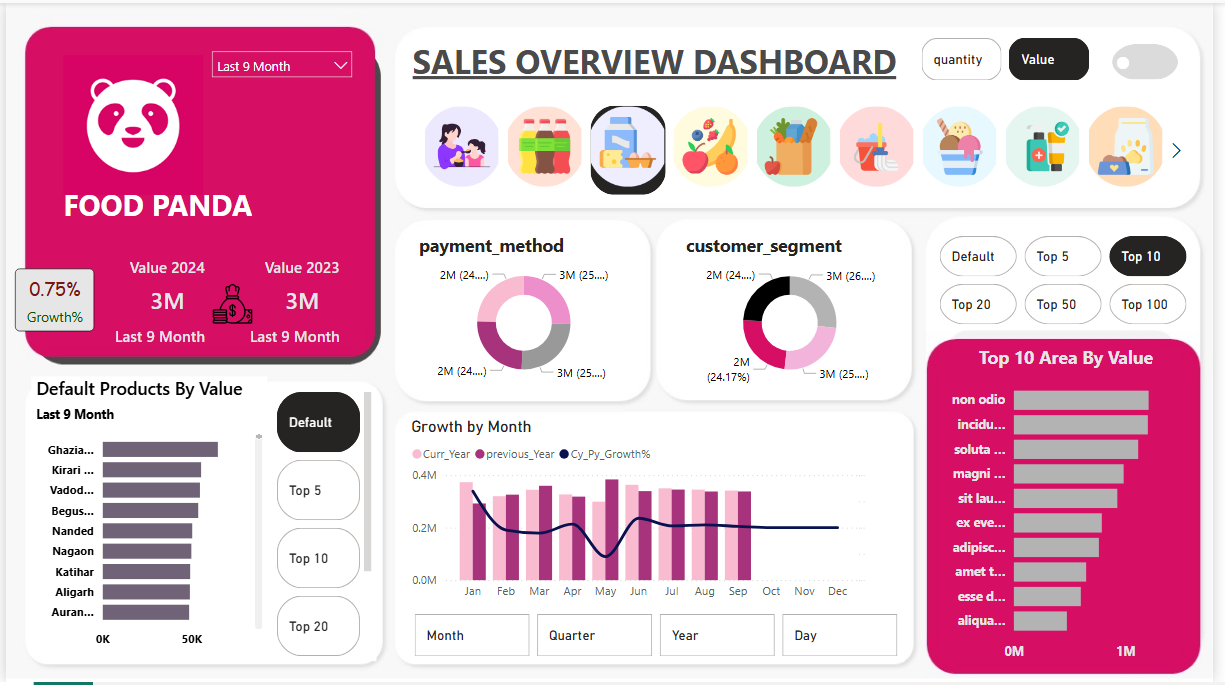 Last 9 Month
FOOD PANDA
Value 2024
Value 2023
3M
3M
Last 9 Month
Last 9 Month
0.75%
Growth%
SALES OVERVIEW DASHBOARD
quantity
Value
payment_method
2M (24....)
3M (25....)
2M (24....)
3M (25....)
customer_segment
2M (24....)
3M (26....)
2M
(24.17%)
3M (25....)
Default
Top 5
Top 10
Top 20
Top 50
Top 100
Default Products By Value
Last 9 Month
Ghazia...
Kirari ...
Vadod...
Begus...
Nanded
Nagaon
Katihar
Aligarh
Auran...
0K
50K
Default
Top 5
Top 10
Top 20
Growth by Month
Curr_Year
previous_Year
Cy_Py_Growth%
0.4M
0.2M
0.0M
Jan Feb Mar Apr May Jun Jul Aug Sep Oct Nov Dec
Month
Quarter
Year
Day
Top 10 Area By Value
non odio
incidu...
soluta ...
magni ...
sit lau...
ex eve...
adipisc...
amet t...
esse d...
aliqua...
0M
1M